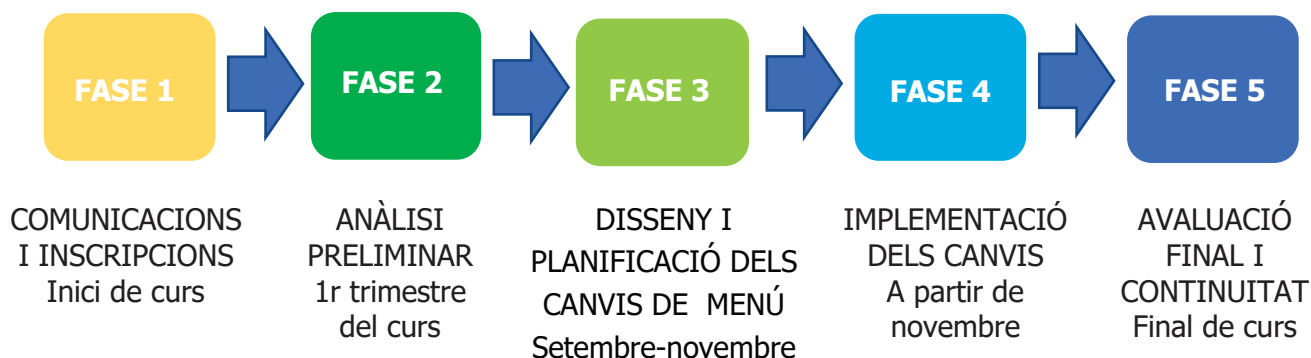 FASE 1
FASE 2
FASE 3
FASE 4
FASE 5
COMUNICACIONS
I INSCRIPCIONS
Inici de curs
ANÀLISI
PRELIMINAR
1r trimestre
del curs
DISSENY I
PLANIFICACIÓ DELS
CANVIS DE MENÚ
Setembre-novembre
IMPLEMENTACIÓ
DELS CANVIS
A partir de
novembre
AVALUACIÓ
FINAL I
CONTINUITAT
Final de curs